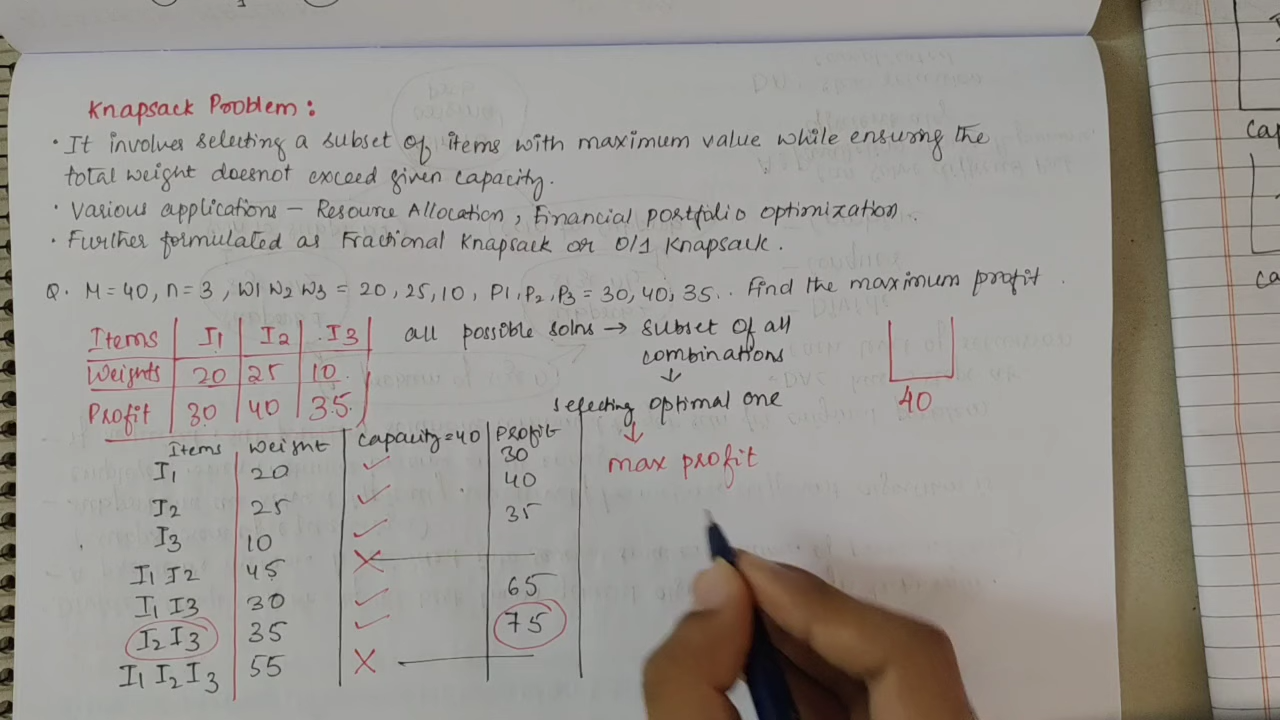 Knapsack Problem:
· It involves selecting a subset of items with maximum value while ensuring the
total weight doesnot exceed given capacity.
· Various applications - Resource Allocation, Financial portfolio optimization.
· Further formulated as Fractional Knapsack or 0/1 Knapsack.
Q. M=40, n=3, W1 W2 W3 = 20, 25, 10, P1, P2, P3 = 30, 40, 35.. Find the maximum profit.
Items I1 I2 I3
Weights 20 25 10
Profit 30 40 35
all possible solns → subset of all
combinations
↓
selecting optimal one
↓
max profit
40
Items Weight Capacity=40 Profit
I1 20 ✓ 30
I2 25 ✓ 40
I3 10 ✓ 35
I1 I2 45 X
I1 I3 30 ✓ 65
I2 I3 35 ✓ 75
I1 I2 I3 55 X
cap
ca